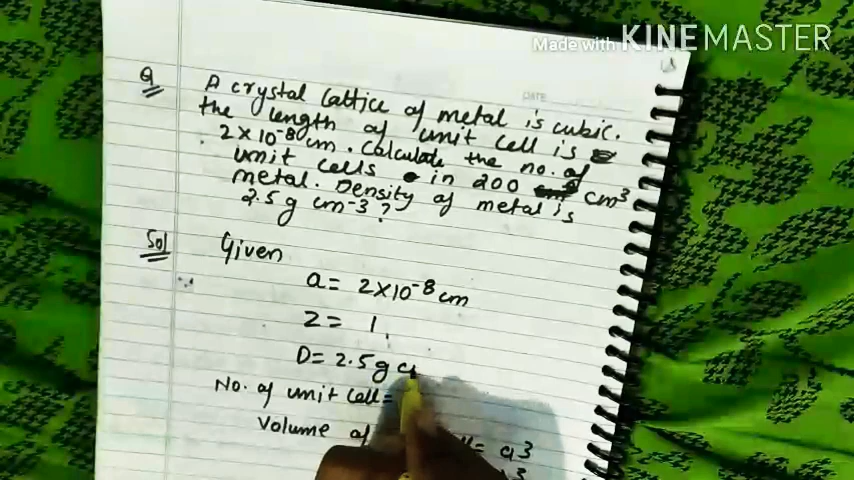 Made with KINEMASTER
DATE
Q A crystal lattice of metal is cubic.
the length of unit cell is
2×10⁻⁸ cm. Calculate the no. of
unit cells in 200 cm³
metal. Density of metal is
2.5 g cm⁻³?
Sol Given
a = 2×10⁻⁸ cm
Z = 1,
D = 2.5 g c
No. of unit cell =
Volume of = a³